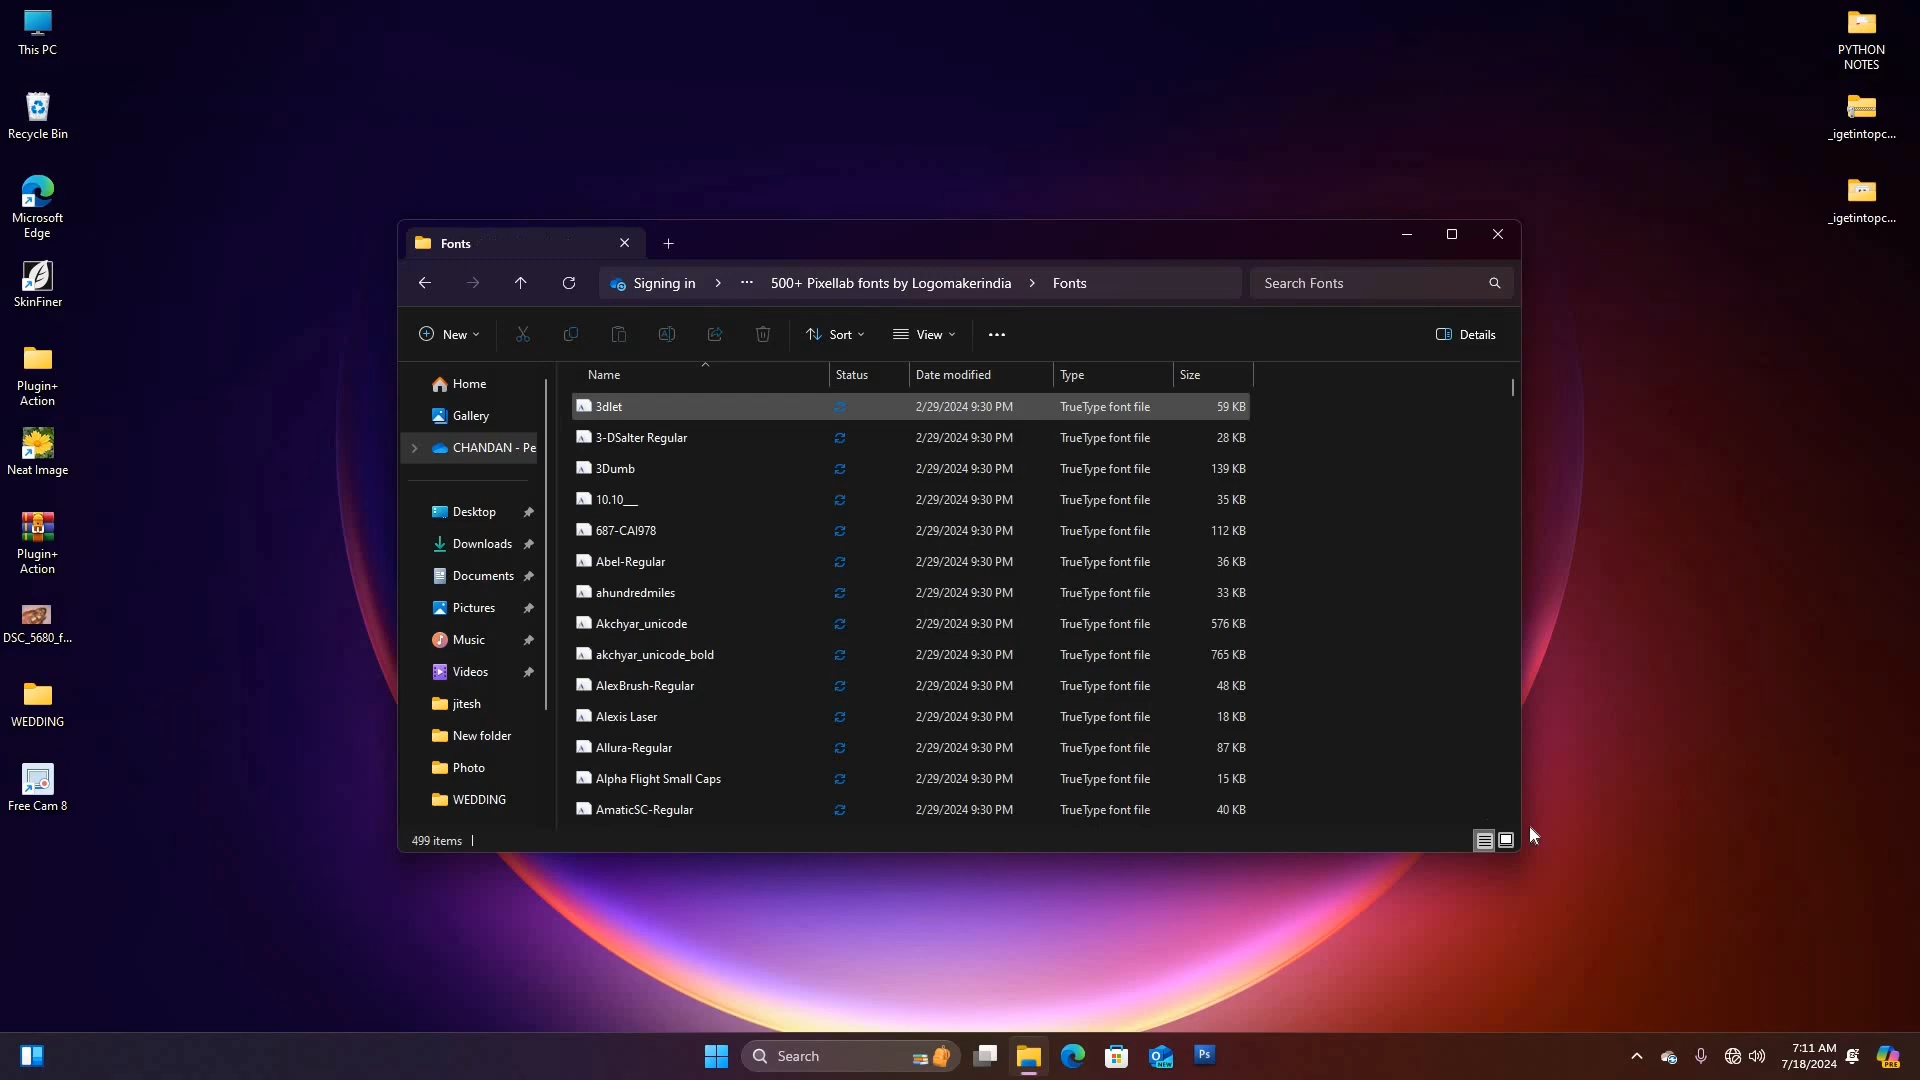 This PC
Recycle Bin
Microsoft
Edge
SkinFiner
Plugin+
Action
Neat Image
Plugin+
Action
DSC_5680_f...
WEDDING
Free Cam 8
PYTHON
NOTES
_igetintopc...
_igetintopc...
Fonts
Signing in > ... 500+ Pixellab fonts by Logomakerindia > Fonts
Search Fonts
New Sort View ... Details
Home
Gallery
CHANDAN - Pe
Desktop
Downloads
Documents
Pictures
Music
Videos
jitesh
New folder
Photo
WEDDING
Name Status Date modified Type Size
3dlet 2/29/2024 9:30 PM TrueType font file 59 KB
3-DSalter Regular 2/29/2024 9:30 PM TrueType font file 28 KB
3Dumb 2/29/2024 9:30 PM TrueType font file 139 KB
10.10___ 2/29/2024 9:30 PM TrueType font file 35 KB
687-CAI978 2/29/2024 9:30 PM TrueType font file 112 KB
Abel-Regular 2/29/2024 9:30 PM TrueType font file 36 KB
ahundredmiles 2/29/2024 9:30 PM TrueType font file 33 KB
Akchyar_unicode 2/29/2024 9:30 PM TrueType font file 576 KB
akchyar_unicode_bold 2/29/2024 9:30 PM TrueType font file 765 KB
AlexBrush-Regular 2/29/2024 9:30 PM TrueType font file 48 KB
Alexis Laser 2/29/2024 9:30 PM TrueType font file 18 KB
Allura-Regular 2/29/2024 9:30 PM TrueType font file 87 KB
Alpha Flight Small Caps 2/29/2024 9:30 PM TrueType font file 15 KB
AmaticSC-Regular 2/29/2024 9:30 PM TrueType font file 40 KB
499 items
Search
NEW
Ps
7:11 AM
7/18/2024
PRE